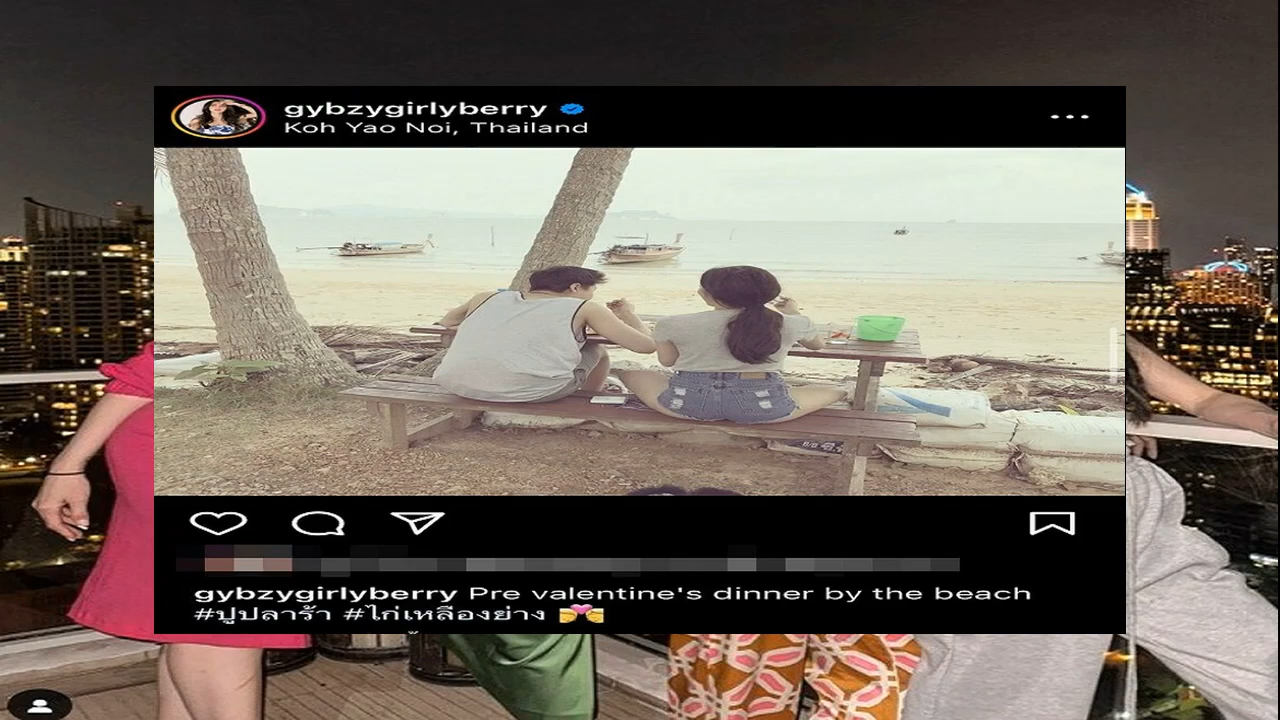 gybzygirlyberry
Koh Yao Noi, Thailand
gybzygirlyberry Pre valentine's dinner by the beach
#ปูปลาร้า #ไก่เหลืองย่าง